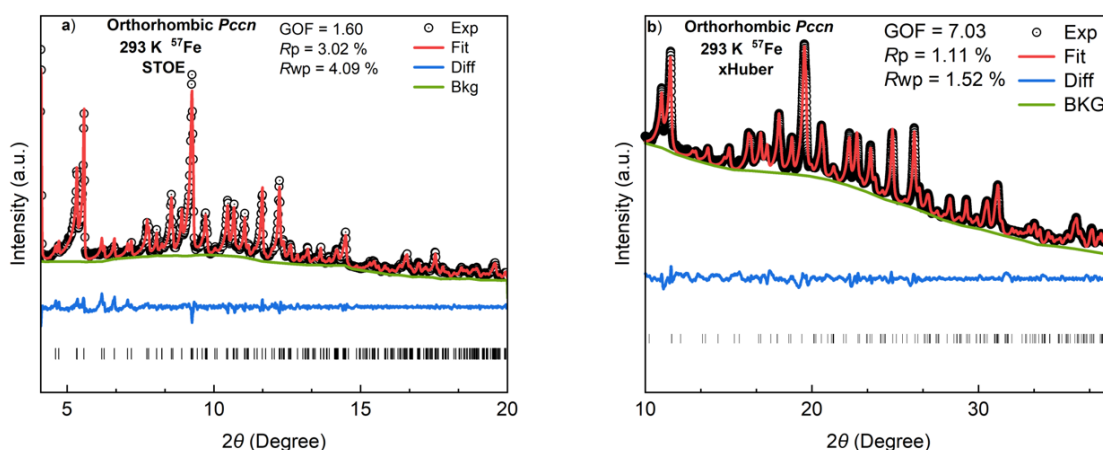 a) Orthorhombic Pccn
293 K ⁵⁷Fe
STOE
GOF = 1.60
Rp = 3.02 %
Rwp = 4.09 %
Exp
Fit
Diff
Bkg
Intensity (a.u.)
5 10 15 20
2θ (Degree)
b) Orthorhombic Pccn
293 K ⁵⁷Fe
xHuber
GOF = 7.03
Rp = 1.11 %
Rwp = 1.52 %
Exp
Fit
Diff
BKG
Intensity (a.u.)
10 20 30
2θ (Degree)